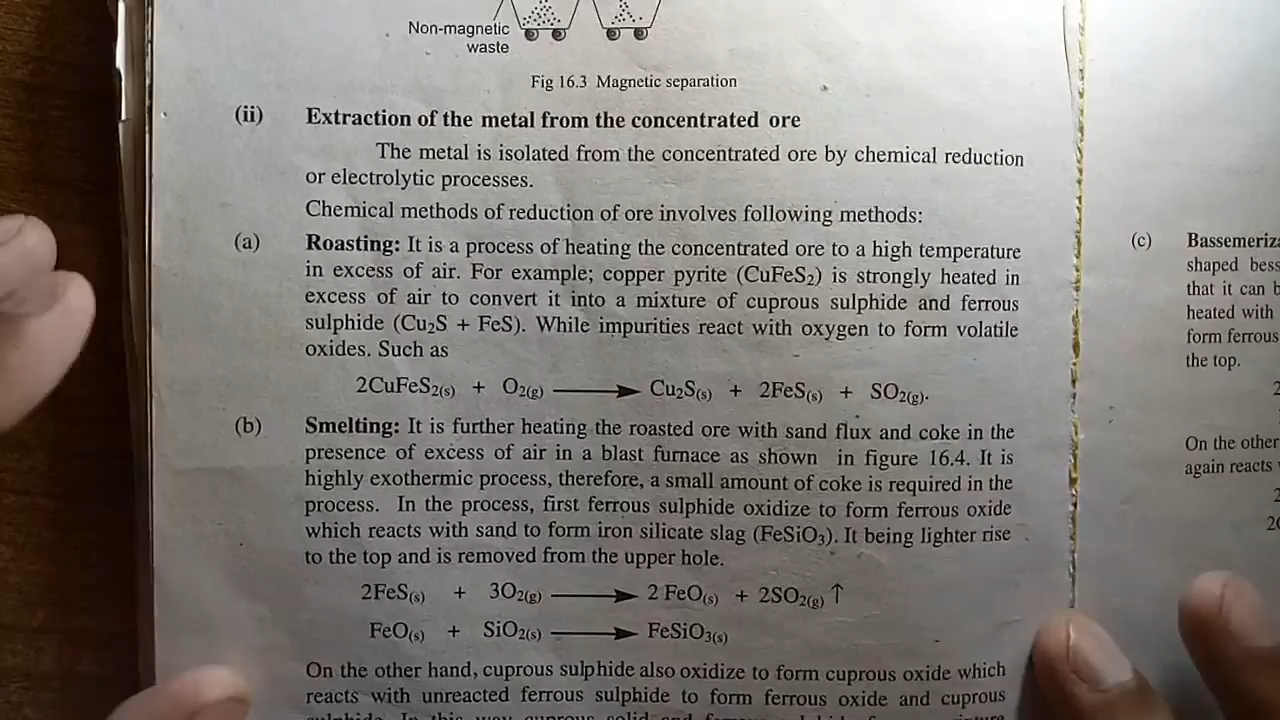 Non-magnetic
waste
Fig 16.3 Magnetic separation
(ii) Extraction of the metal from the concentrated ore
The metal is isolated from the concentrated ore by chemical reduction
or electrolytic processes.
Chemical methods of reduction of ore involves following methods:
(a) Roasting: It is a process of heating the concentrated ore to a high temperature
in excess of air. For example; copper pyrite (CuFeS₂) is strongly heated in
excess of air to convert it into a mixture of cuprous sulphide and ferrous
sulphide (Cu₂S + FeS). While impurities react with oxygen to form volatile
oxides. Such as
2CuFeS₂(s) + O₂(g) ⟶ Cu₂S(s) + 2FeS(s) + SO₂(g).
(b) Smelting: It is further heating the roasted ore with sand flux and coke in the
presence of excess of air in a blast furnace as shown in figure 16.4. It is
highly exothermic process, therefore, a small amount of coke is required in the
process. In the process, first ferrous sulphide oxidize to form ferrous oxide
which reacts with sand to form iron silicate slag (FeSiO₃). It being lighter rise
to the top and is removed from the upper hole.
2FeS(s) + 3O₂(g) ⟶ 2 FeO(s) + 2SO₂(g) ↑
FeO(s) + SiO₂(s) ⟶ FeSiO₃(s)
On the other hand, cuprous sulphide also oxidize to form cuprous oxide which
reacts with unreacted ferrous sulphide to form ferrous oxide and cuprous
(c) Bassemeriz
shaped bess
that it can b
heated with
form ferrous
the top.
2
On the other
again reacts
2
2